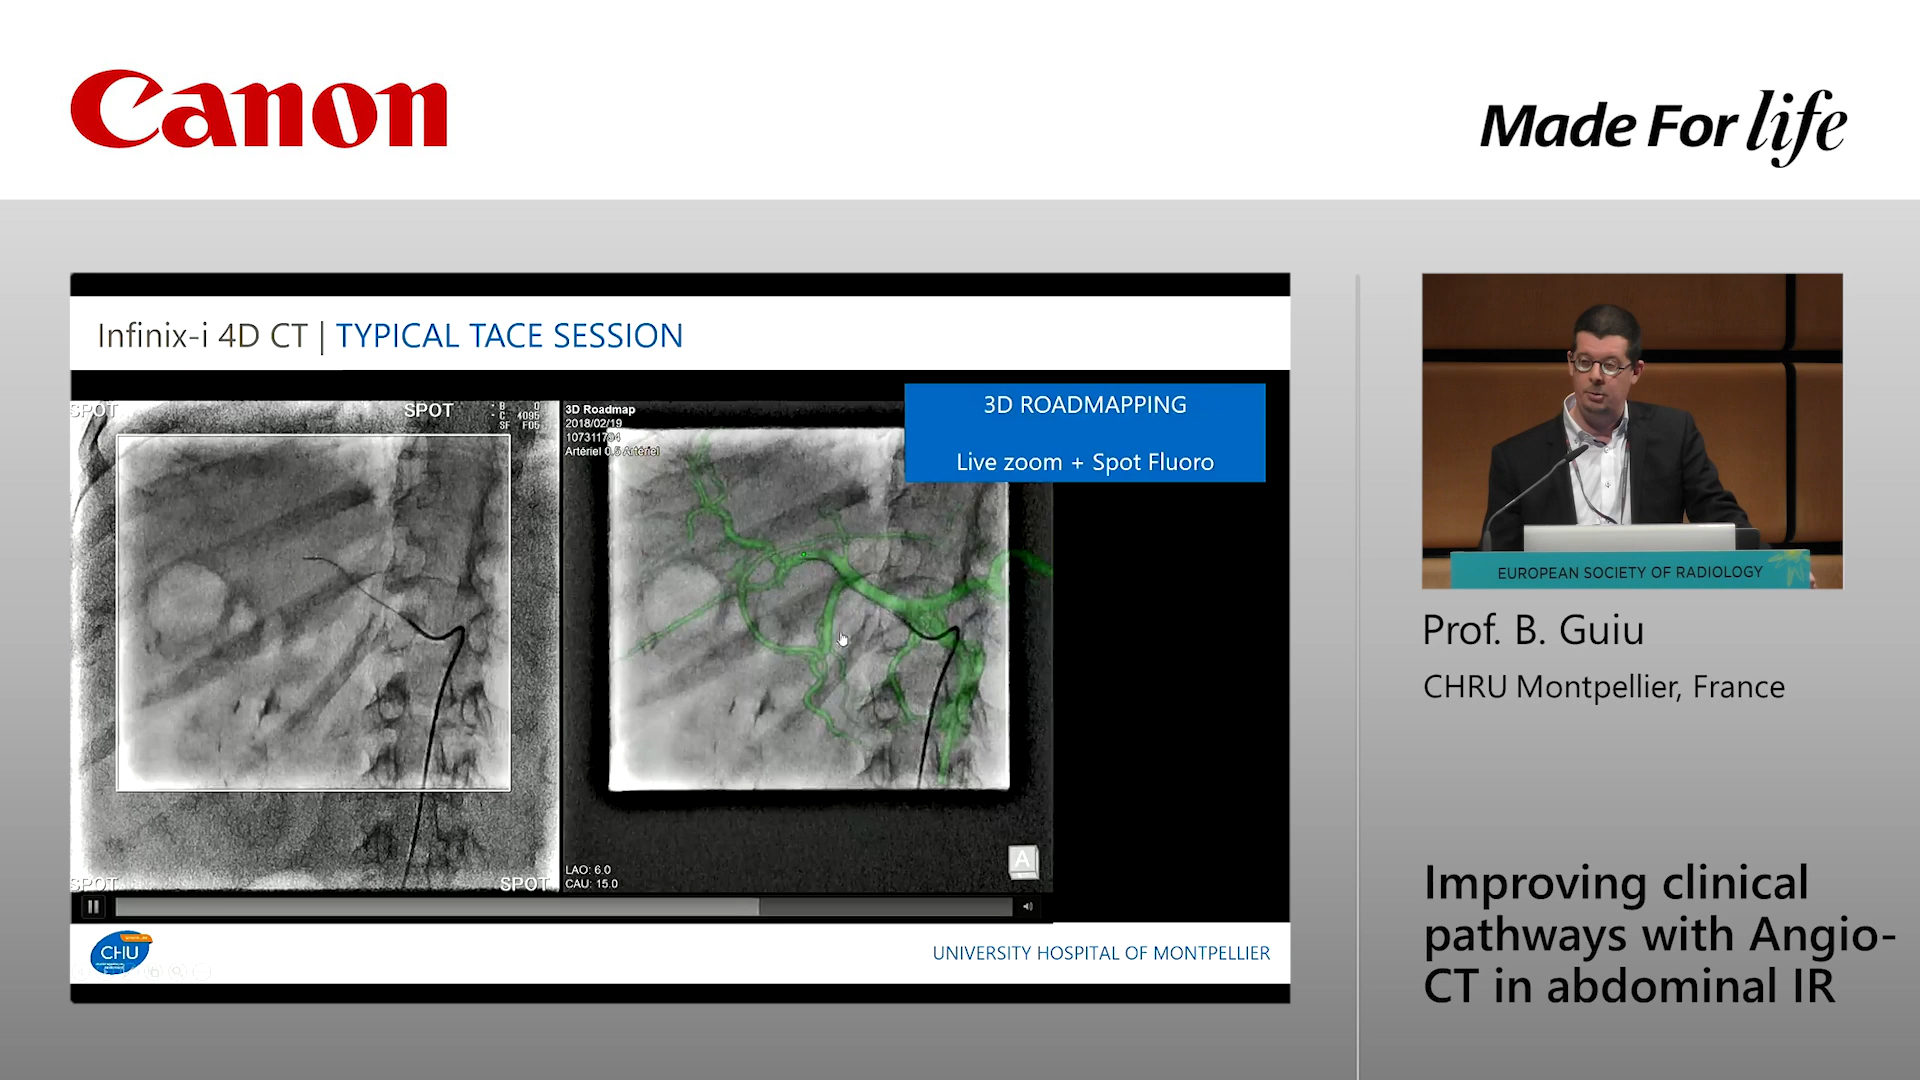 Canon
Made For life
Infinix-i 4D CT | TYPICAL TACE SESSION
3D ROADMAPPING
Live zoom + Spot Fluoro
SPOT
SPOT
B 0
C 4095
SF F05
3D Roadmap
2018/02/19
Artériel 0.5 Artériel
LAO: 6.0
CAU: 15.0
A
SPOT
SPOT
CHU
UNIVERSITY HOSPITAL OF MONTPELLIER
EUROPEAN SOCIETY OF RADIOLOGY
Prof. B. Guiu
CHRU Montpellier, France
Improving clinical
pathways with Angio-
CT in abdominal IR